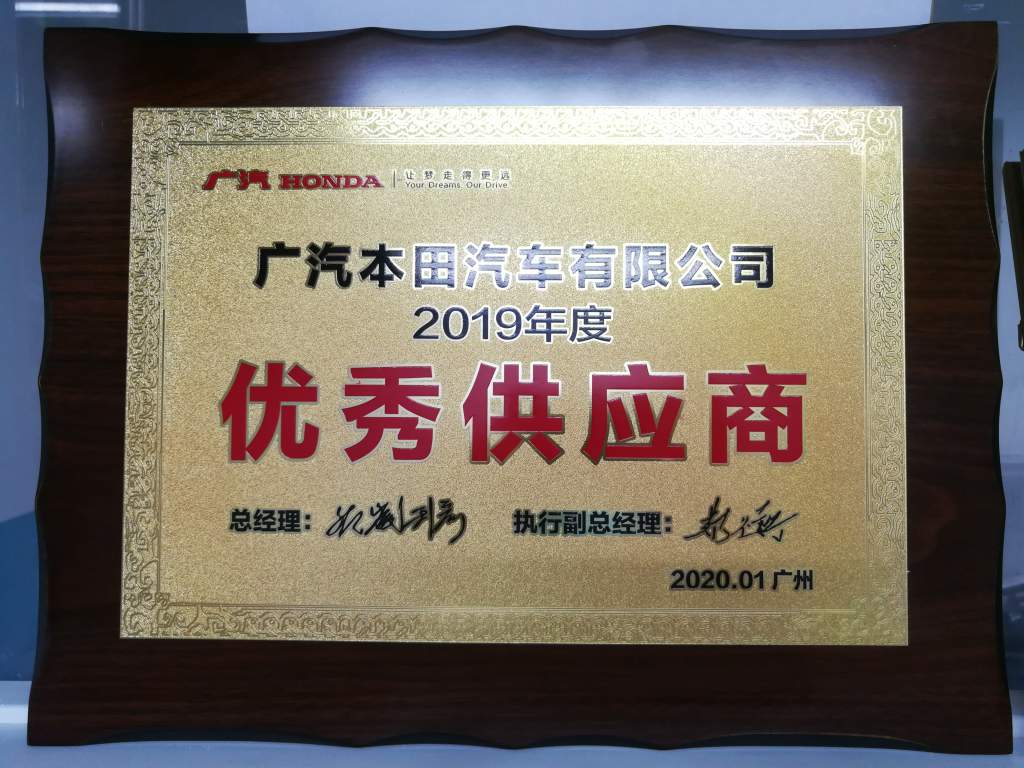 广汽 HONDA 让梦走得更远
Your Dreams. Our Drive.
广汽本田汽车有限公司
2019年度
优秀供应商
总经理： 执行副总经理：
2020.01 广州